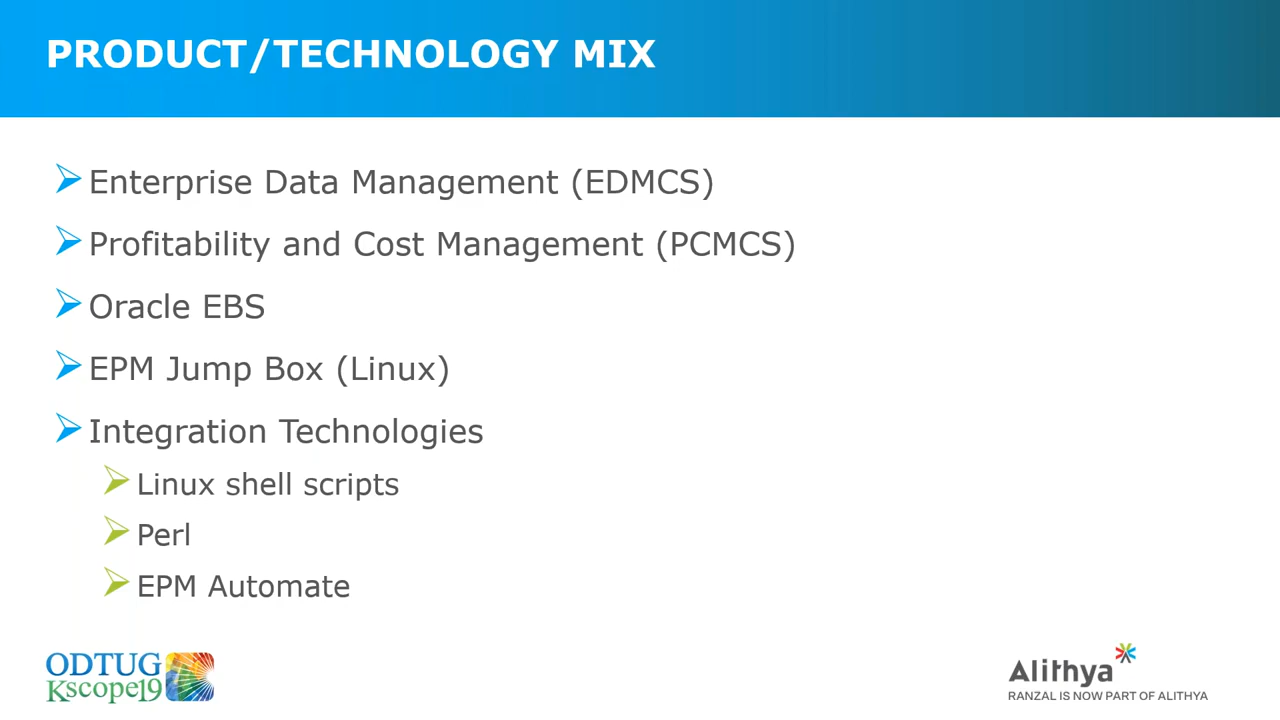 PRODUCT/TECHNOLOGY MIX
Enterprise Data Management (EDMCS)
Profitability and Cost Management (PCMCS)
Oracle EBS
EPM Jump Box (Linux)
Integration Technologies
Linux shell scripts
Perl
EPM Automate
ODTUG
Kscope19
Alithya
RANZAL IS NOW PART OF ALITHYA